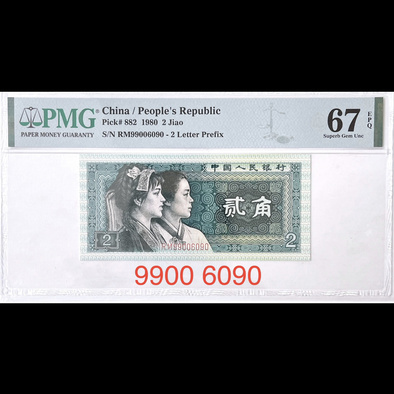 PMG
PAPER MONEY GUARANTY
China / People's Republic
Pick# 882 1980 2 Jiao
S/N RM99006090 - 2 Letter Prefix
67 EPQ
Superb Gem Unc
中国人民银行
贰角
RM99006090
2
2
9900 6090